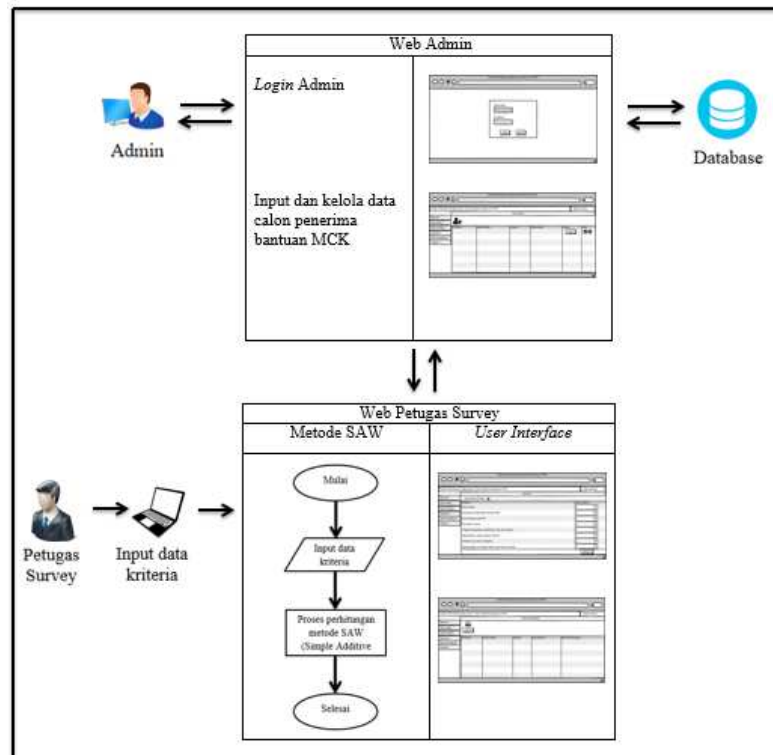 Web Admin
Login Admin
Admin
Database
Input dan kelola data
calon penerima
bantuan MCK
Web Petugas Survey
Metode SAW
User Interface
Mulai
Input data
kriteria
Proses perhitungan
metode SAW
(Simple Additive
Selesai
Petugas
Survey
Input data
kriteria